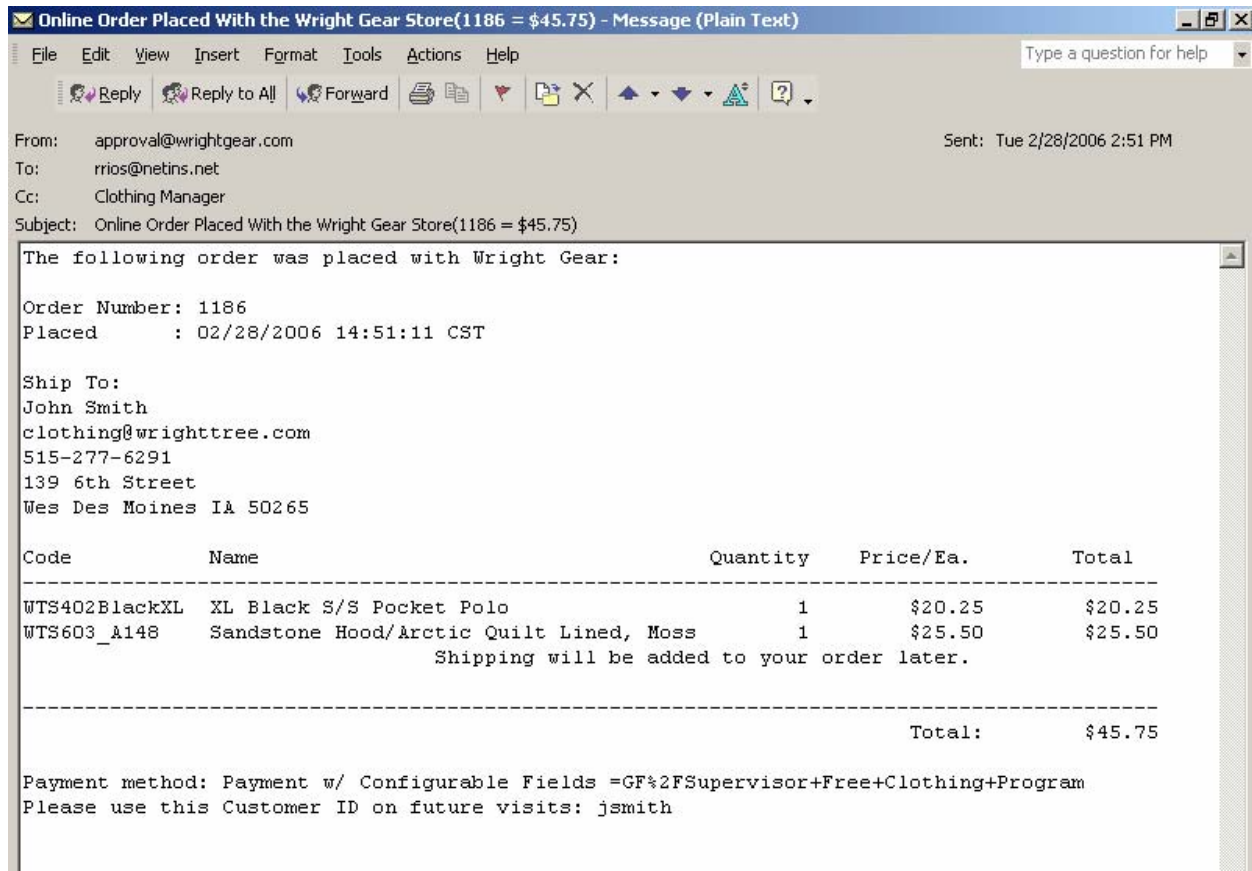 Online Order Placed With the Wright Gear Store(1186 = $45.75) - Message (Plain Text)
File Edit View Insert Format Tools Actions Help Type a question for help
Reply Reply to All Forward
From: approval@wrightgear.com Sent: Tue 2/28/2006 2:51 PM
To: rrios@netins.net
Cc: Clothing Manager
Subject: Online Order Placed With the Wright Gear Store(1186 = $45.75)
The following order was placed with Wright Gear:
Order Number: 1186
Placed : 02/28/2006 14:51:11 CST
Ship To:
John Smith
clothing@wrighttree.com
515-277-6291
139 6th Street
Wes Des Moines IA 50265
Code Name Quantity Price/Ea. Total
--------------------------------------------------------------------------------------------
WTS402BlackXL XL Black S/S Pocket Polo 1 $20.25 $20.25
WTS603_A148 Sandstone Hood/Arctic Quilt Lined, Moss 1 $25.50 $25.50
Shipping will be added to your order later.
--------------------------------------------------------------------------------------------
Total: $45.75
Payment method: Payment w/ Configurable Fields =GF%2FSupervisor+Free+Clothing+Program
Please use this Customer ID on future visits: jsmith